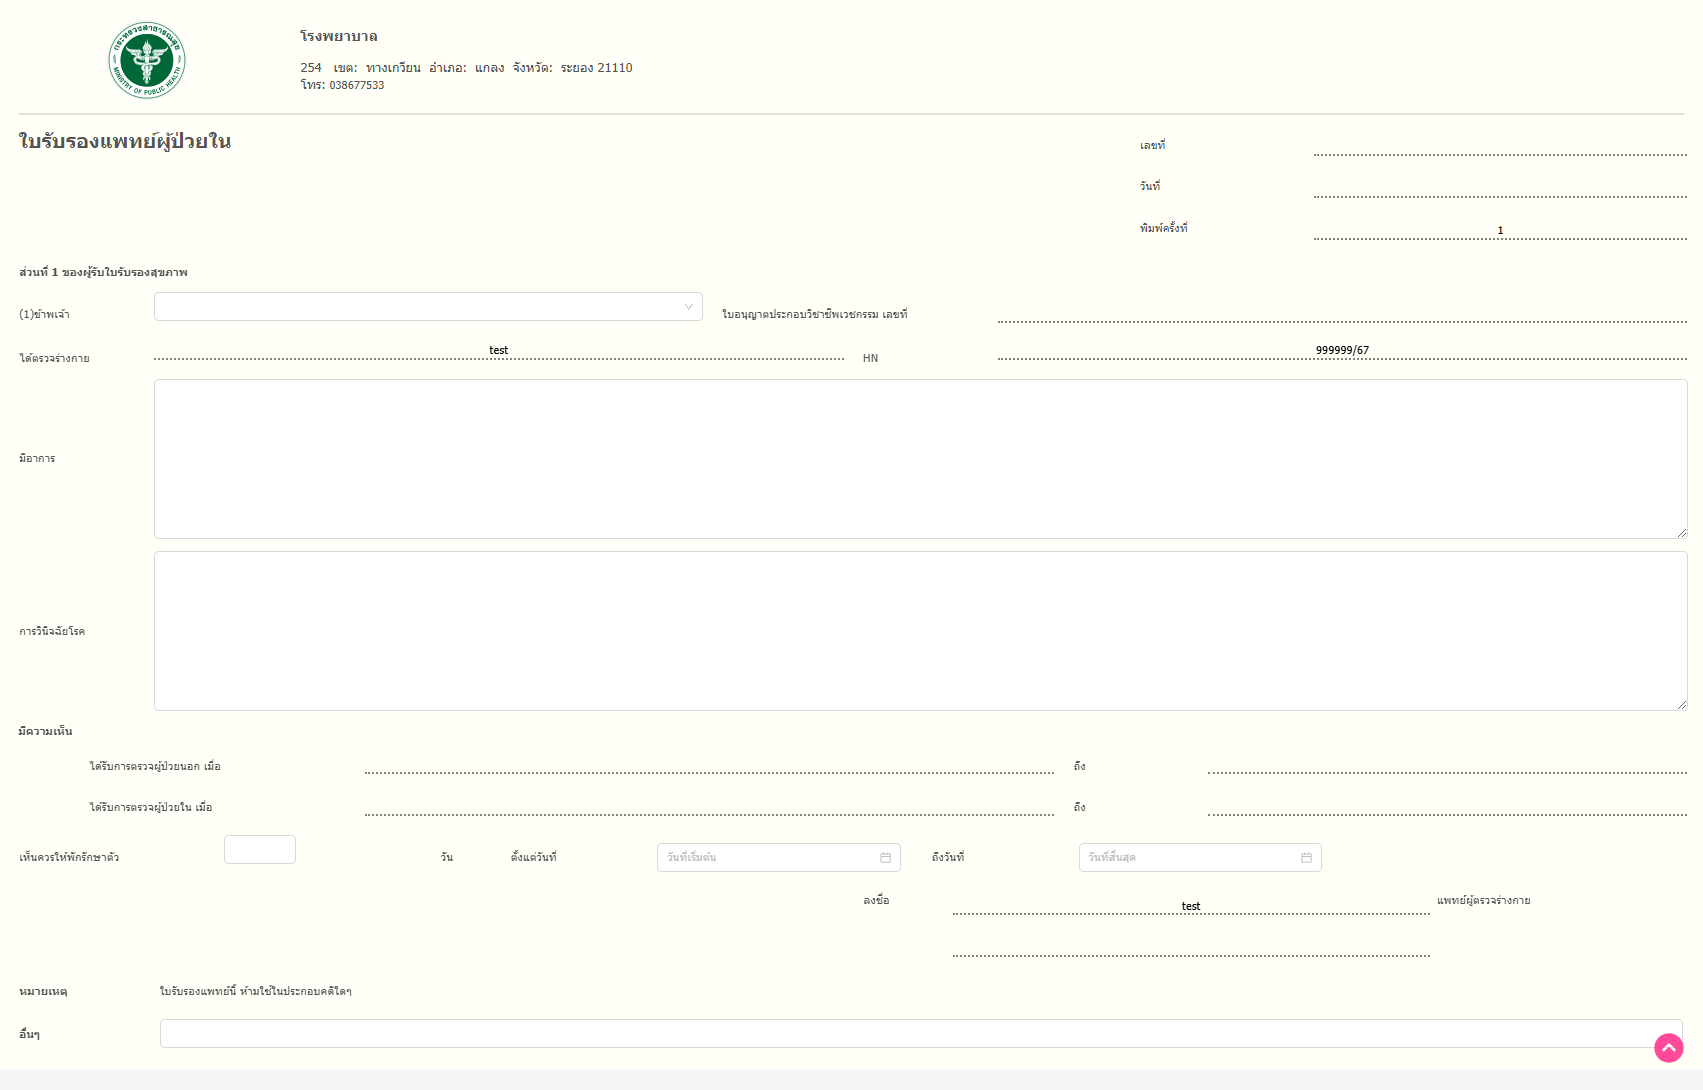 กระทรวงสาธารณสุข
MINISTRY OF PUBLIC HEALTH
โรงพยาบาล
254 เขต: ทางเกวียน อำเภอ: แกลง จังหวัด: ระยอง 21110
โทร: 038677533
ใบรับรองแพทย์ผู้ป่วยใน
เลขที่
วันที่
พิมพ์ครั้งที่ 1
ส่วนที่ 1 ของผู้รับใบรับรองสุขภาพ
(1)ข้าพเจ้า ใบอนุญาตประกอบวิชาชีพเวชกรรม เลขที่
ได้ตรวจร่างกาย test HN 999999/67
มีอาการ
การวินิจฉัยโรค
มีความเห็น
ได้รับการตรวจผู้ป่วยนอก เมื่อ ถึง
ได้รับการตรวจผู้ป่วยใน เมื่อ ถึง
เห็นควรให้พักรักษาตัว วัน ตั้งแต่วันที่ วันที่เริ่มต้น ถึงวันที่ วันที่สิ้นสุด
ลงชื่อ test แพทย์ผู้ตรวจร่างกาย
หมายเหตุ ใบรับรองแพทย์นี้ ห้ามใช้ในประกอบคดีใดๆ
อื่นๆ